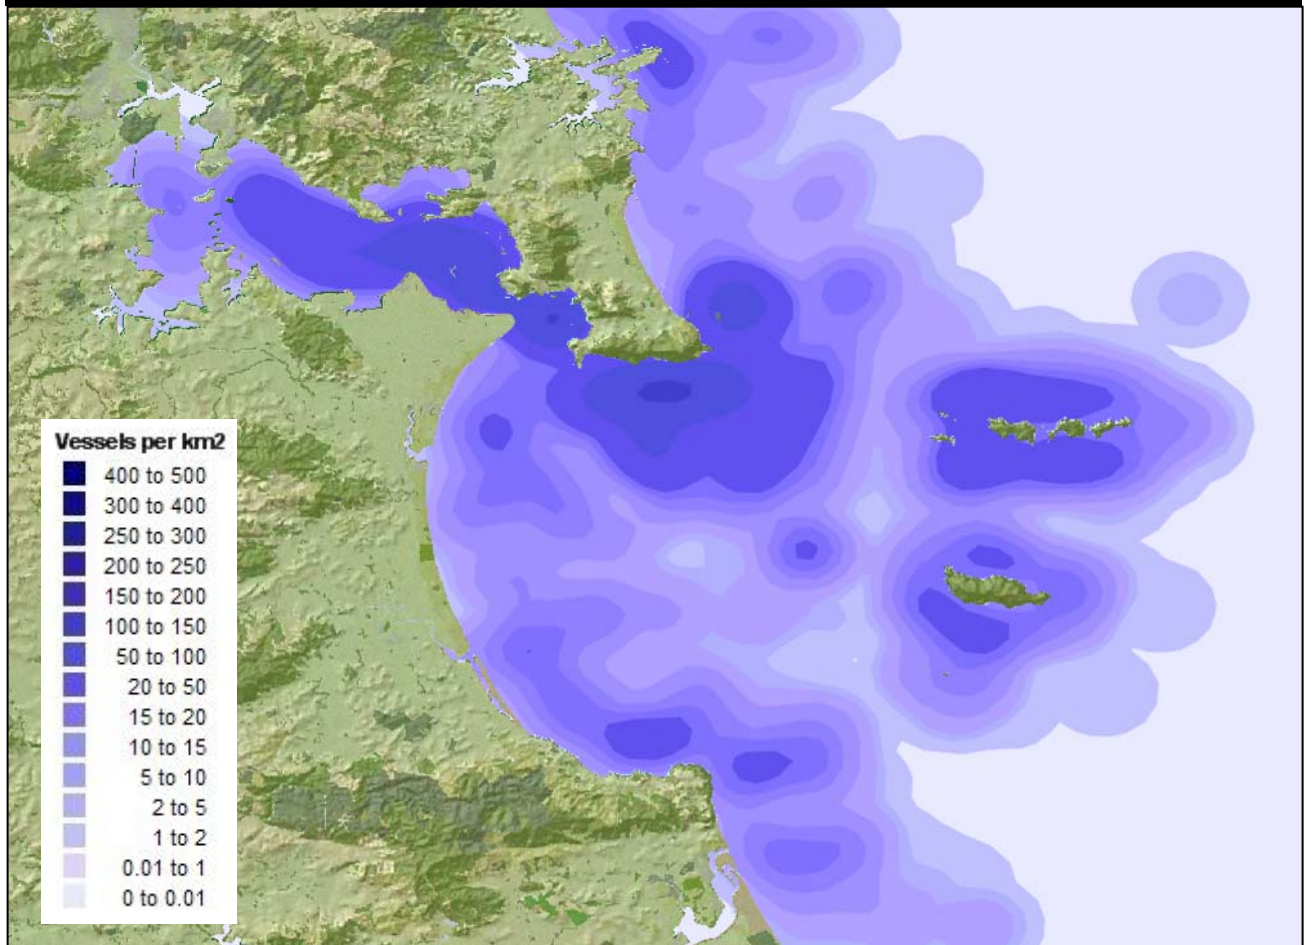 Vessels per km2
400 to 500
300 to 400
250 to 300
200 to 250
150 to 200
100 to 150
50 to 100
20 to 50
15 to 20
10 to 15
5 to 10
2 to 5
1 to 2
0.01 to 1
0 to 0.01